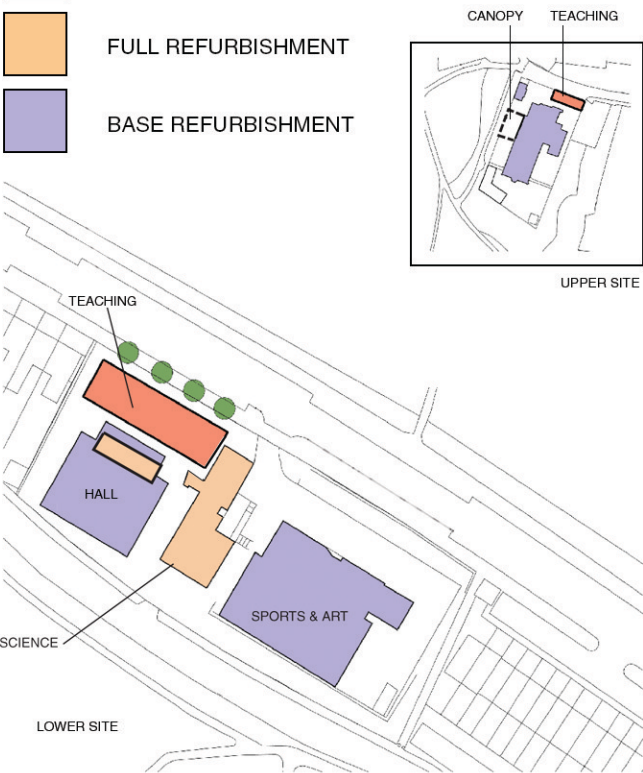 FULL REFURBISHMENT
BASE REFURBISHMENT
CANOPY
TEACHING
UPPER SITE
TEACHING
HALL
SPORTS & ART
SCIENCE
LOWER SITE